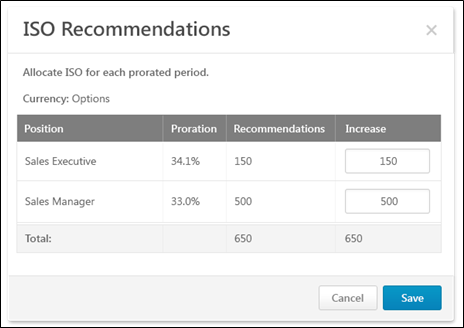 ISO Recommendations
Allocate ISO for each prorated period.
Currency: Options
Position Proration Recommendations Increase
Sales Executive 34.1% 150 150
Sales Manager 33.0% 500 500
Total: 650 650
Cancel Save